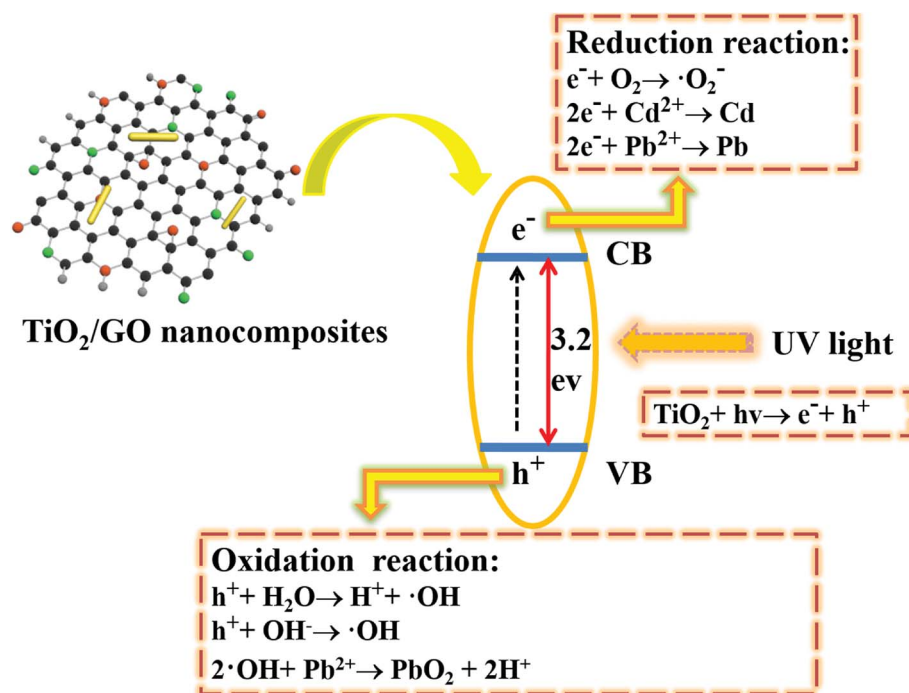 Reduction reaction:
e⁻+ O₂→ ·O₂⁻
2e⁻+ Cd²⁺→ Cd
2e⁻+ Pb²⁺→ Pb
e⁻
CB
TiO₂/GO nanocomposites
3.2
ev
UV light
TiO₂+ hν→ e⁻+ h⁺
h⁺
VB
Oxidation reaction:
h⁺+ H₂O→ H⁺+ ·OH
h⁺+ OH⁻→ ·OH
2·OH+ Pb²⁺→ PbO₂ + 2H⁺